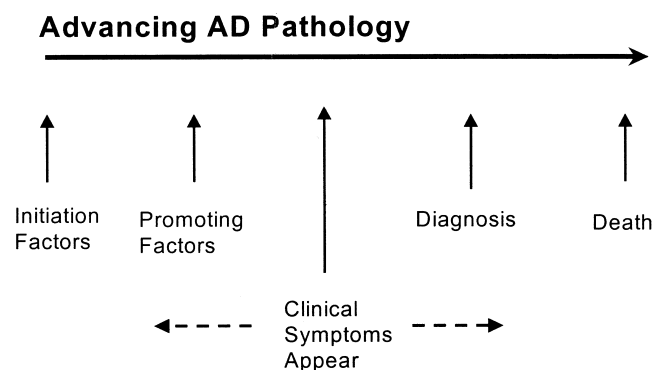 Advancing AD Pathology
Initiation
Factors
Promoting
Factors
Clinical
Symptoms
Appear
Diagnosis
Death